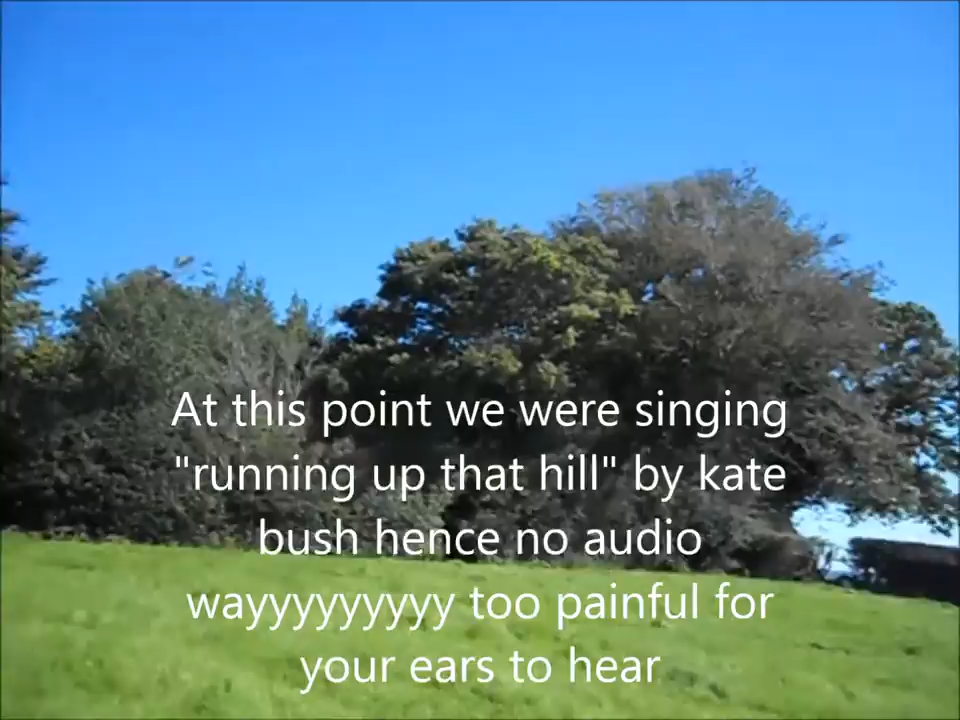 At this point we were singing
"running up that hill" by kate
bush hence no audio
wayyyyyyyyy too painful for
your ears to hear